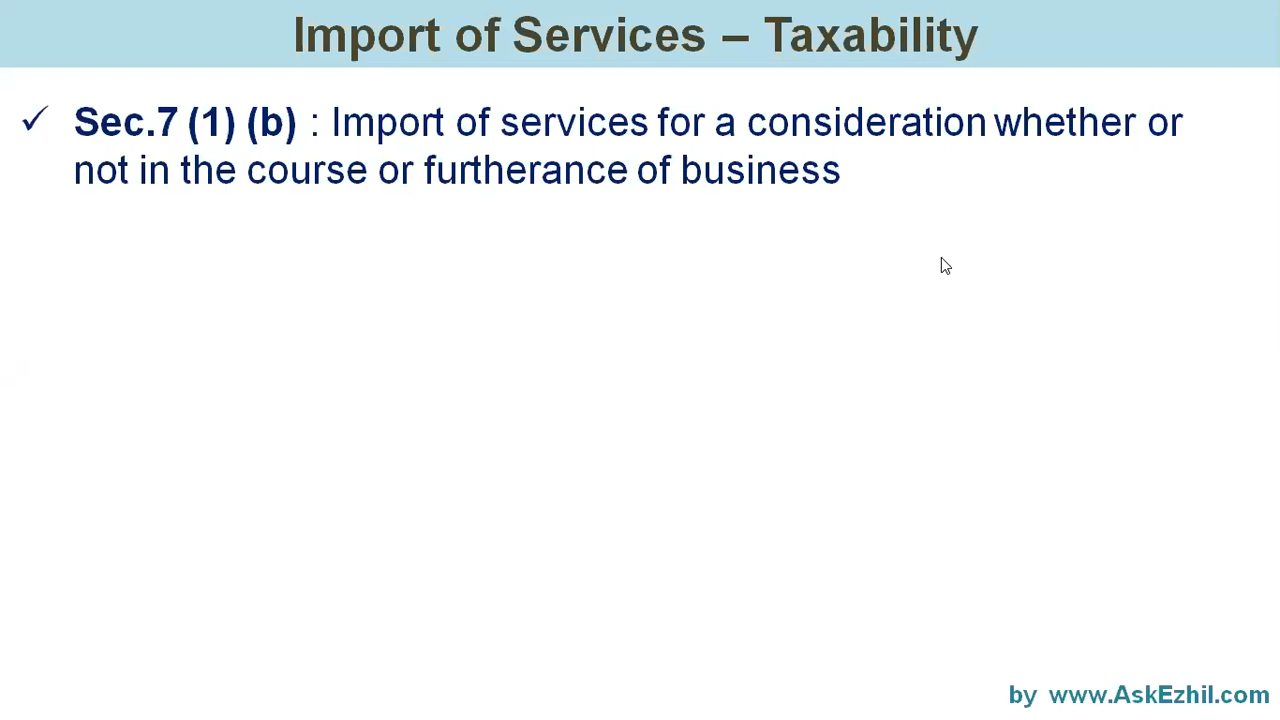 Import of Services – Taxability
✓ Sec.7 (1) (b) : Import of services for a consideration whether or
not in the course or furtherance of business
by www.AskEzhil.com